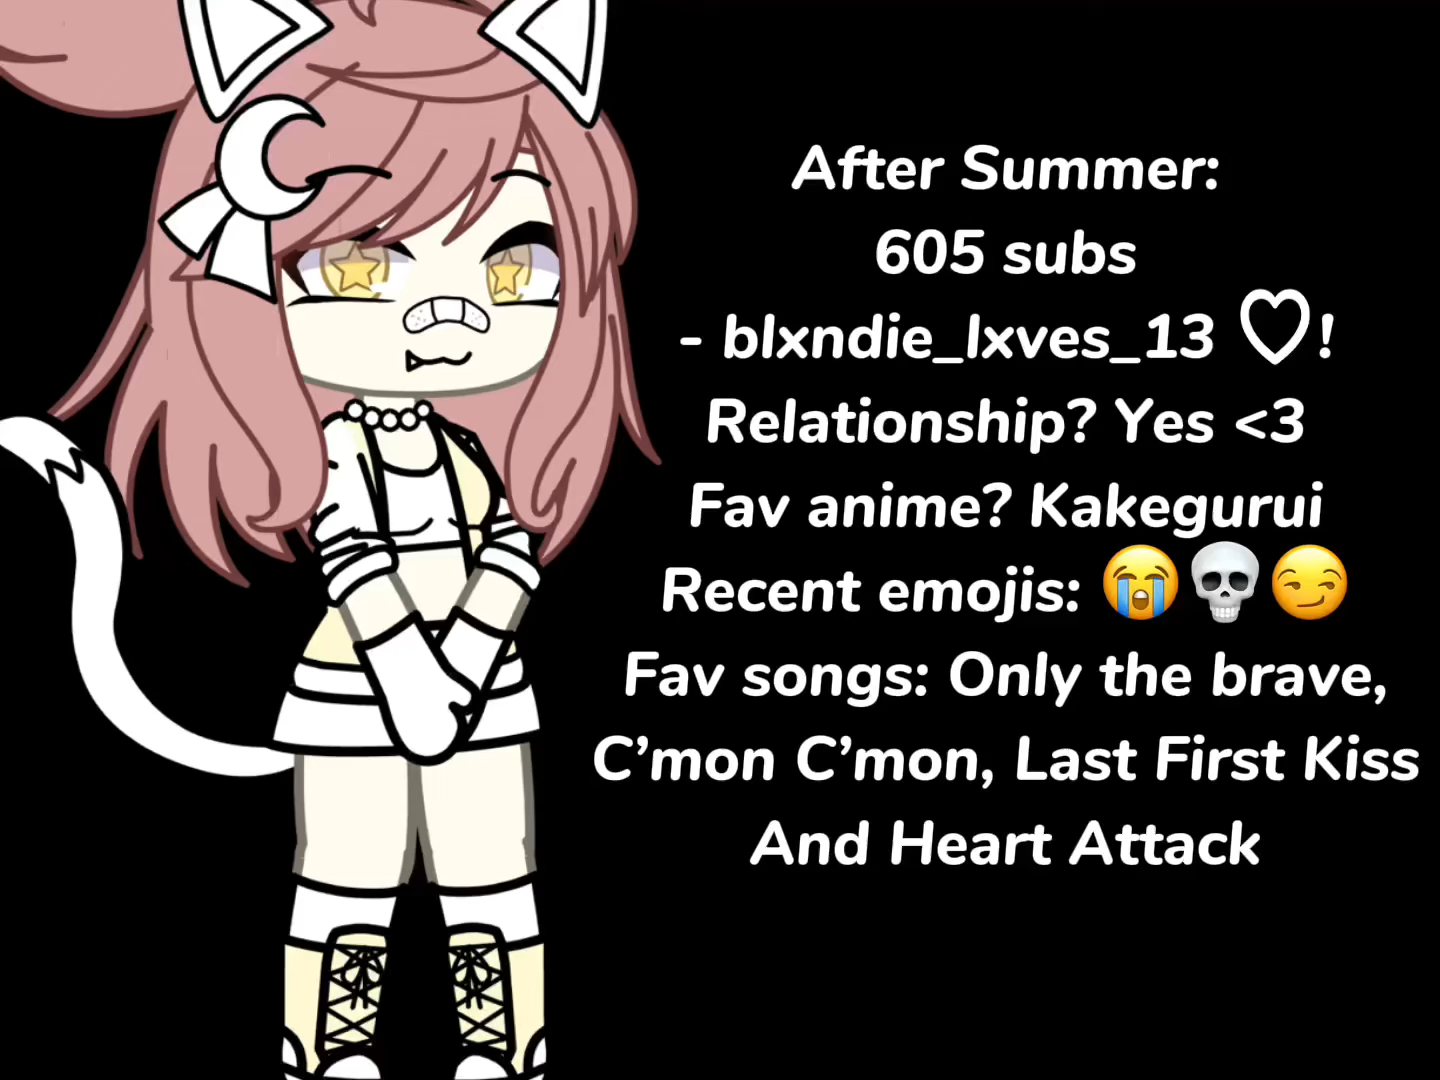 After Summer:
605 subs
- blxndie_lxves_13 ♡!
Relationship? Yes <3
Fav anime? Kakegurui
Recent emojis: 😭💀😏
Fav songs: Only the brave,
C’mon C’mon, Last First Kiss
And Heart Attack